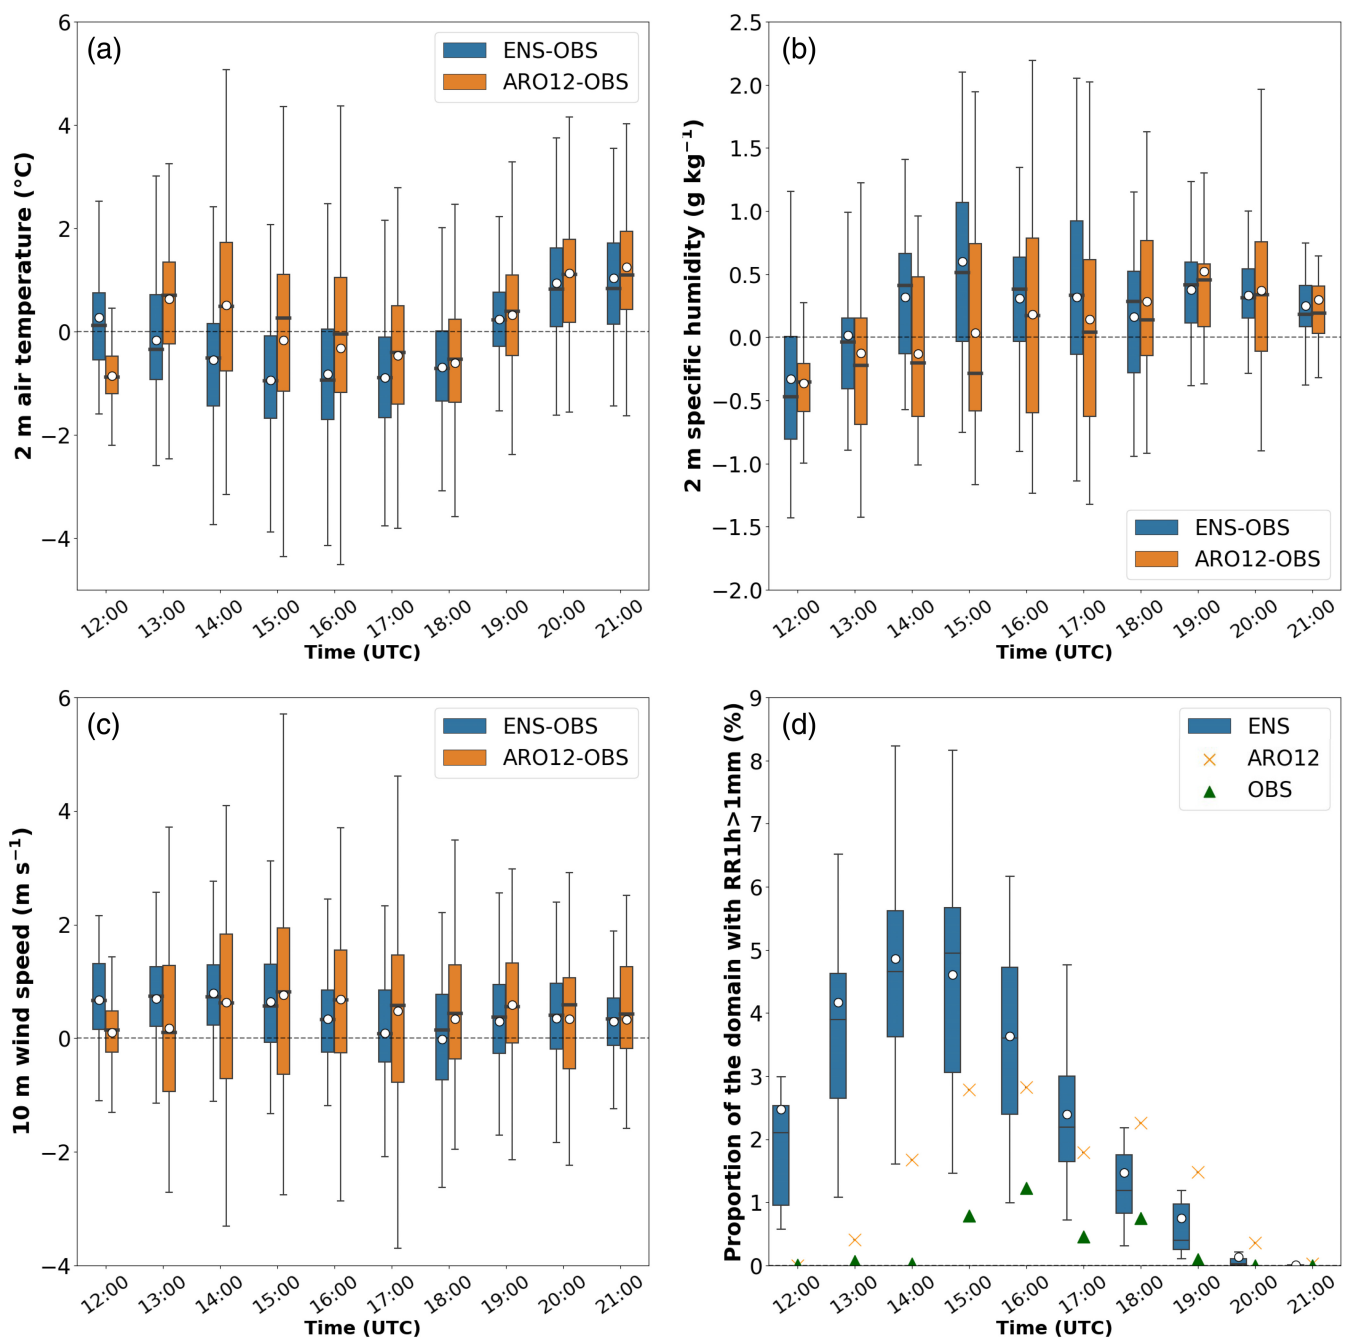 (a)
ENS-OBS
ARO12-OBS
2 m air temperature (°C)
6
4
2
0
−2
−4
12:00 13:00 14:00 15:00 16:00 17:00 18:00 19:00 20:00 21:00
Time (UTC)
(b)
ENS-OBS
ARO12-OBS
2 m specific humidity (g kg⁻¹)
2.5
2.0
1.5
1.0
0.5
0.0
−0.5
−1.0
−1.5
−2.0
12:00 13:00 14:00 15:00 16:00 17:00 18:00 19:00 20:00 21:00
Time (UTC)
(c)
ENS-OBS
ARO12-OBS
10 m wind speed (m s⁻¹)
6
4
2
0
−2
−4
12:00 13:00 14:00 15:00 16:00 17:00 18:00 19:00 20:00 21:00
Time (UTC)
(d)
ENS
ARO12
OBS
Proportion of the domain with RR1h>1mm (%)
9
8
7
6
5
4
3
2
1
0
12:00 13:00 14:00 15:00 16:00 17:00 18:00 19:00 20:00 21:00
Time (UTC)